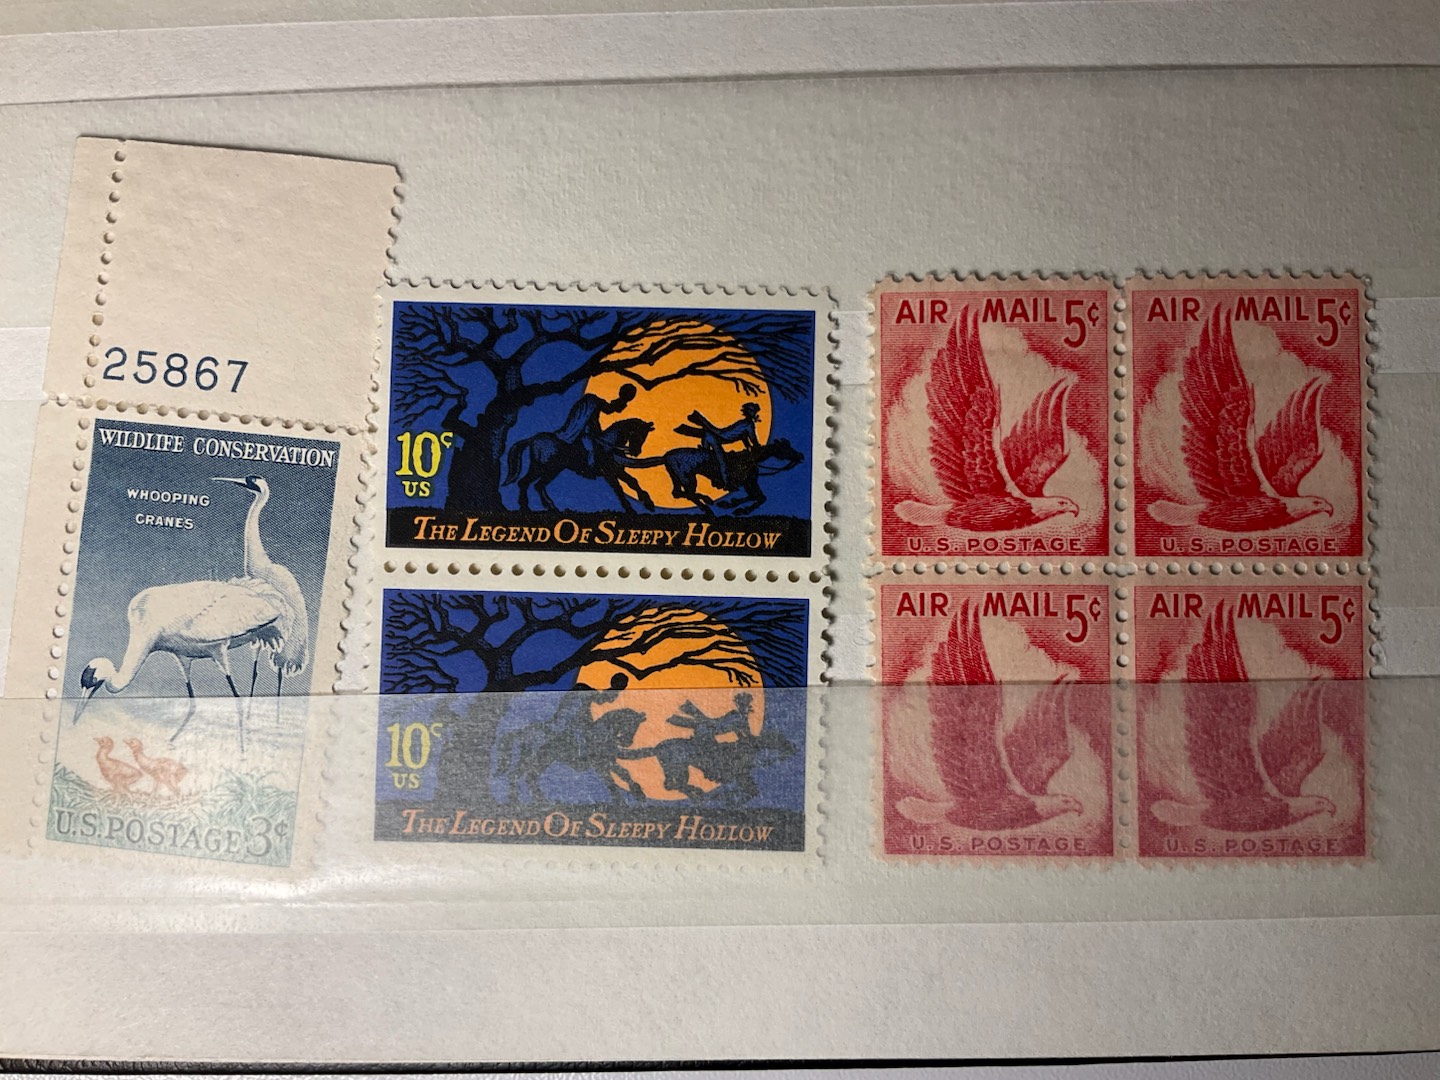 25867
WILDLIFE CONSERVATION
WHOOPING
CRANES
U.S.POSTAGE 3¢
10¢
US
THE LEGEND OF SLEEPY HOLLOW
10¢
US
THE LEGEND OF SLEEPY HOLLOW
AIR MAIL 5¢
U.S. POSTAGE
AIR MAIL 5¢
U.S. POSTAGE
AIR MAIL 5¢
U.S. POSTAGE
AIR MAIL 5¢
U.S. POSTAGE